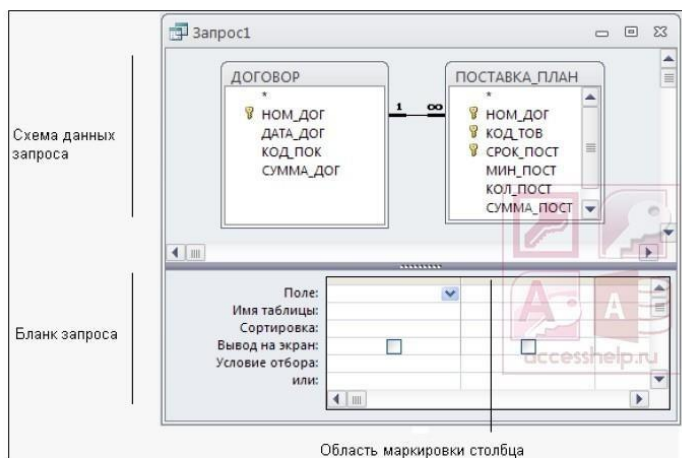 Запрос1
ДОГОВОР
*
НОМ_ДОГ
ДАТА_ДОГ
КОД_ПОК
СУММА_ДОГ
1 ∞
ПОСТАВКА_ПЛАН
*
НОМ_ДОГ
КОД_ТОВ
СРОК_ПОСТ
МИН_ПОСТ
КОЛ_ПОСТ
СУММА_ПОСТ
Схема данных
запроса
Бланк запроса
Поле:
Имя таблицы:
Сортировка:
Вывод на экран:
Условие отбора:
или:
A A
accesshelp.ru
Область маркировки столбца